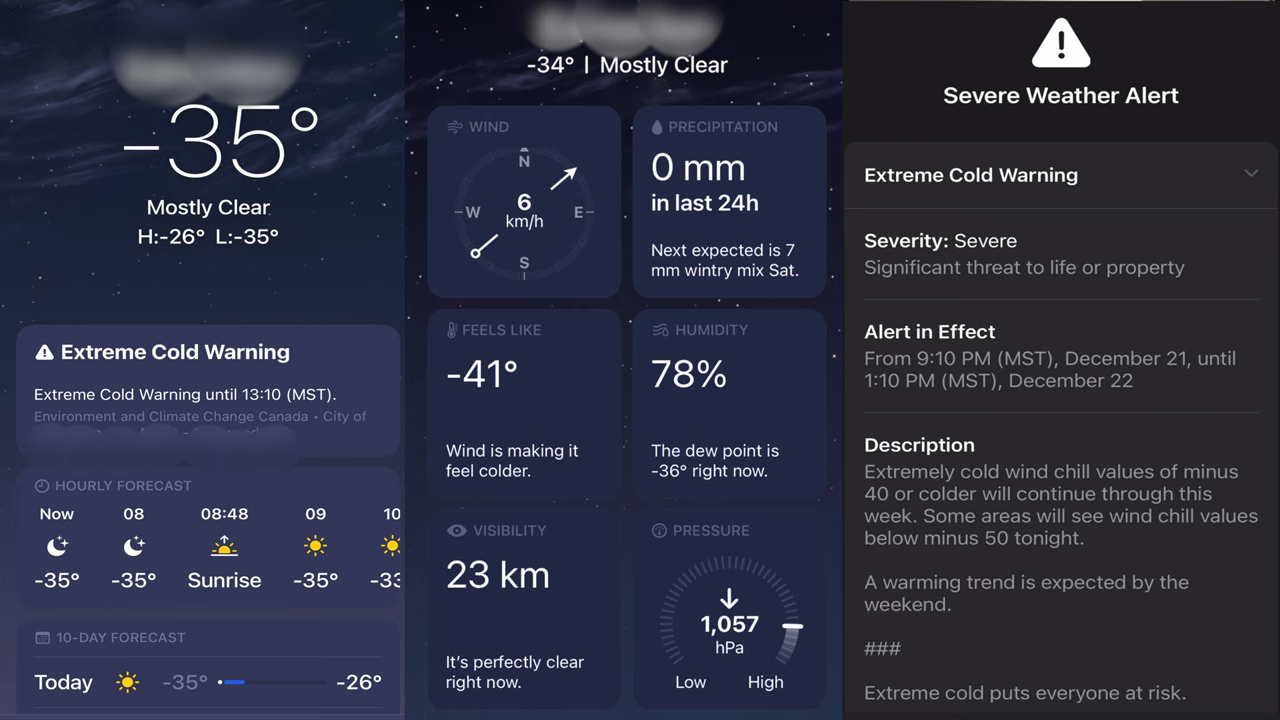 -35°
Mostly Clear
H:-26° L:-35°
Extreme Cold Warning
Extreme Cold Warning until 13:10 (MST).
Environment and Climate Change Canada • City of
HOURLY FORECAST
Now 08 08:48 09 10
-35° -35° Sunrise -35° -33
10-DAY FORECAST
Today -35° -26°
-34° | Mostly Clear
WIND
N
W 6 E
km/h
S
PRECIPITATION
0 mm
in last 24h
Next expected is 7
mm wintry mix Sat.
FEELS LIKE
-41°
Wind is making it
feel colder.
HUMIDITY
78%
The dew point is
-36° right now.
VISIBILITY
23 km
It's perfectly clear
right now.
PRESSURE
1,057
hPa
Low High
Severe Weather Alert
Extreme Cold Warning
Severity: Severe
Significant threat to life or property
Alert in Effect
From 9:10 PM (MST), December 21, until
1:10 PM (MST), December 22
Description
Extremely cold wind chill values of minus
40 or colder will continue through this
week. Some areas will see wind chill values
below minus 50 tonight.
A warming trend is expected by the
weekend.
###
Extreme cold puts everyone at risk.